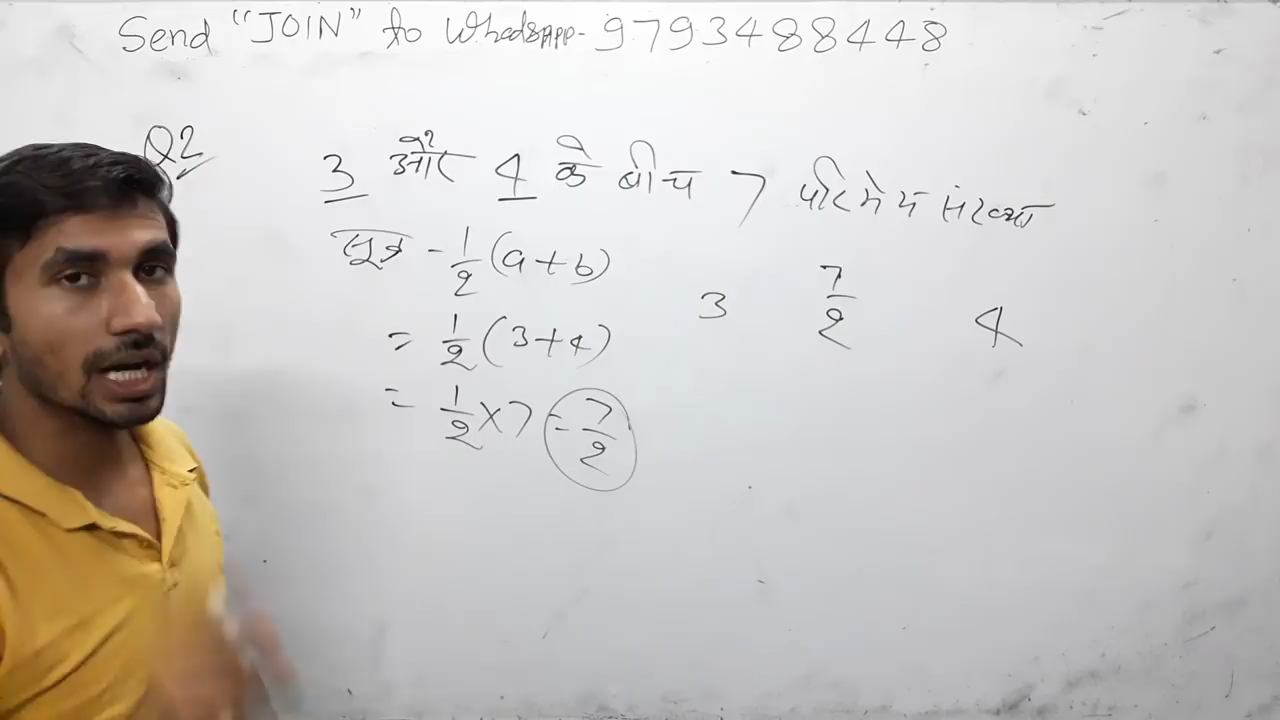 Send “JOIN” to WhatsApp- 9793488448
Q2
3 और 4 के बीच 7 परिमेय संख्या
सूत्र - 1/2 (a+b)
= 1/2 (3+4)
= 1/2 × 7 = 7/2
3 7/2 4